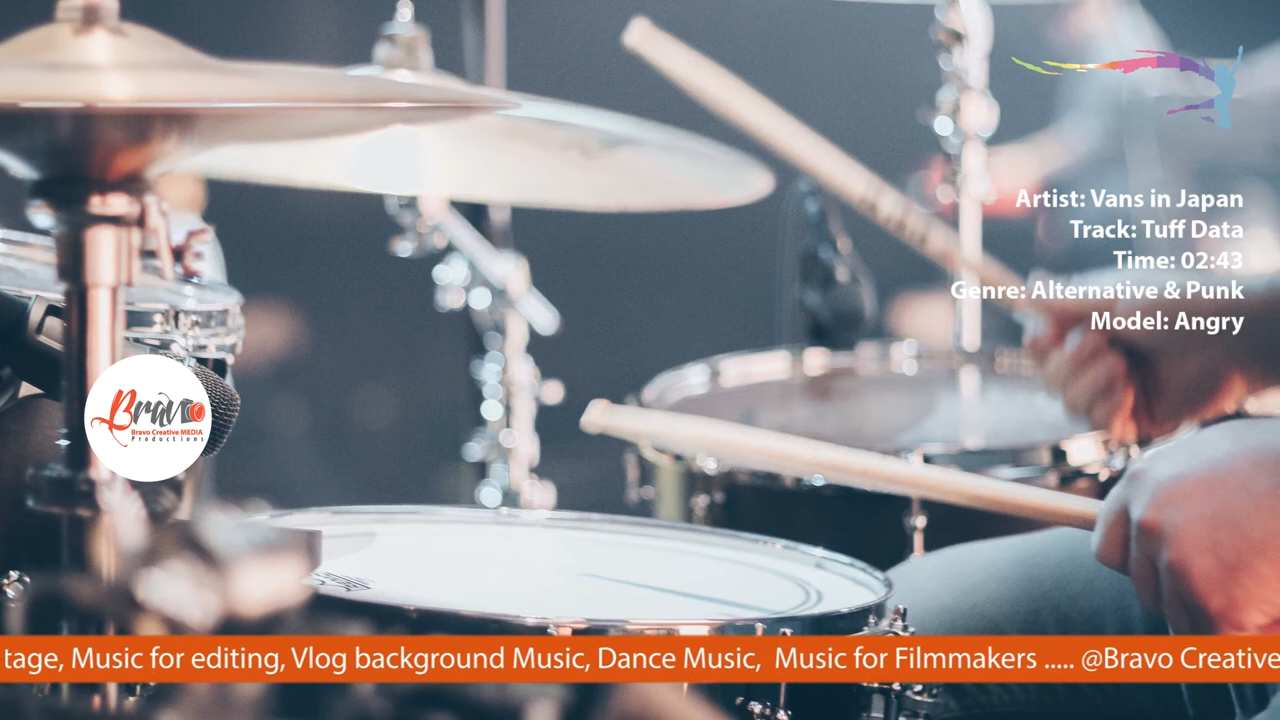 Artist: Vans in Japan
Track: Tuff Data
Time: 02:43
Genre: Alternative & Punk
Model: Angry
Bravo
Bravo Creative MEDIA
Productions
tage, Music for editing, Vlog background Music, Dance Music, Music for Filmmakers ..... @Bravo Creative